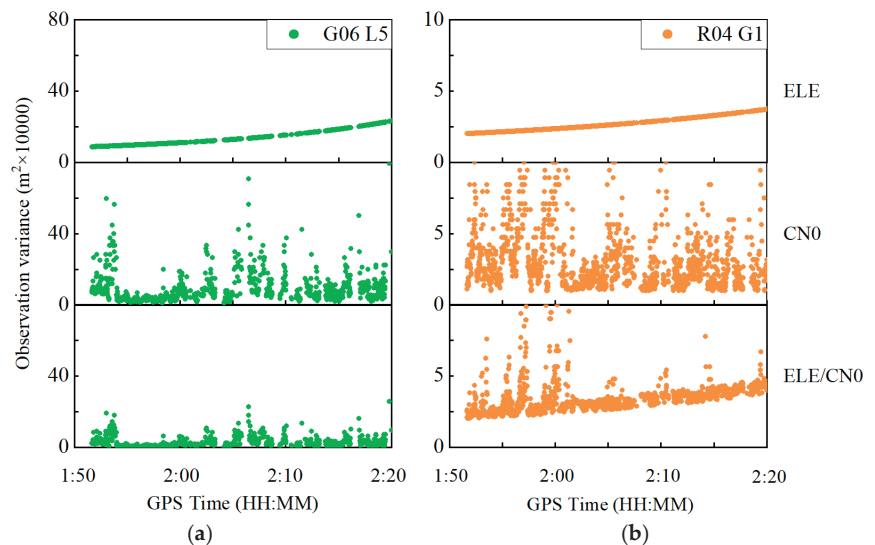 G06 L5
R04 G1
80
40
0
40
0
40
0
10
5
0
5
0
5
0
Observation variance (m²×10000)
ELE
CN0
ELE/CN0
1:50 2:00 2:10 2:20
1:50 2:00 2:10 2:20
GPS Time (HH:MM)
GPS Time (HH:MM)
(a)
(b)